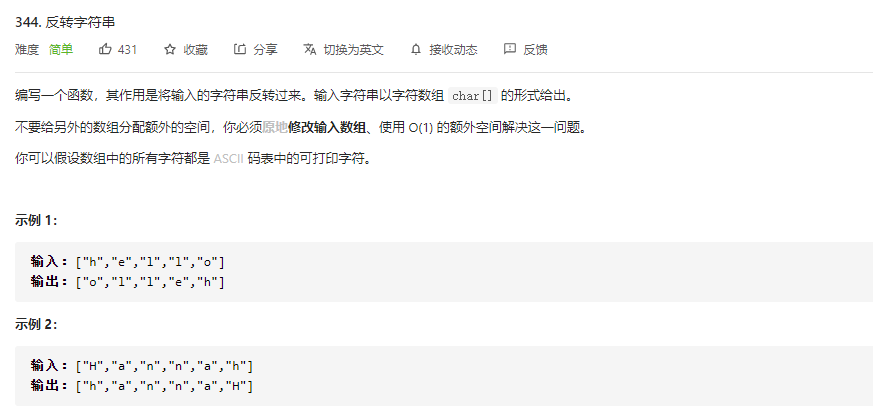 344. 反转字符串
难度 简单 431 收藏 分享 切换为英文 接收动态 反馈
编写一个函数，其作用是将输入的字符串反转过来。输入字符串以字符数组 char[] 的形式给出。
不要给另外的数组分配额外的空间，你必须原地修改输入数组、使用 O(1) 的额外空间解决这一问题。
你可以假设数组中的所有字符都是 ASCII 码表中的可打印字符。
示例 1：
输入：["h","e","l","l","o"]
输出：["o","l","l","e","h"]
示例 2：
输入：["H","a","n","n","a","h"]
输出：["h","a","n","n","a","H"]